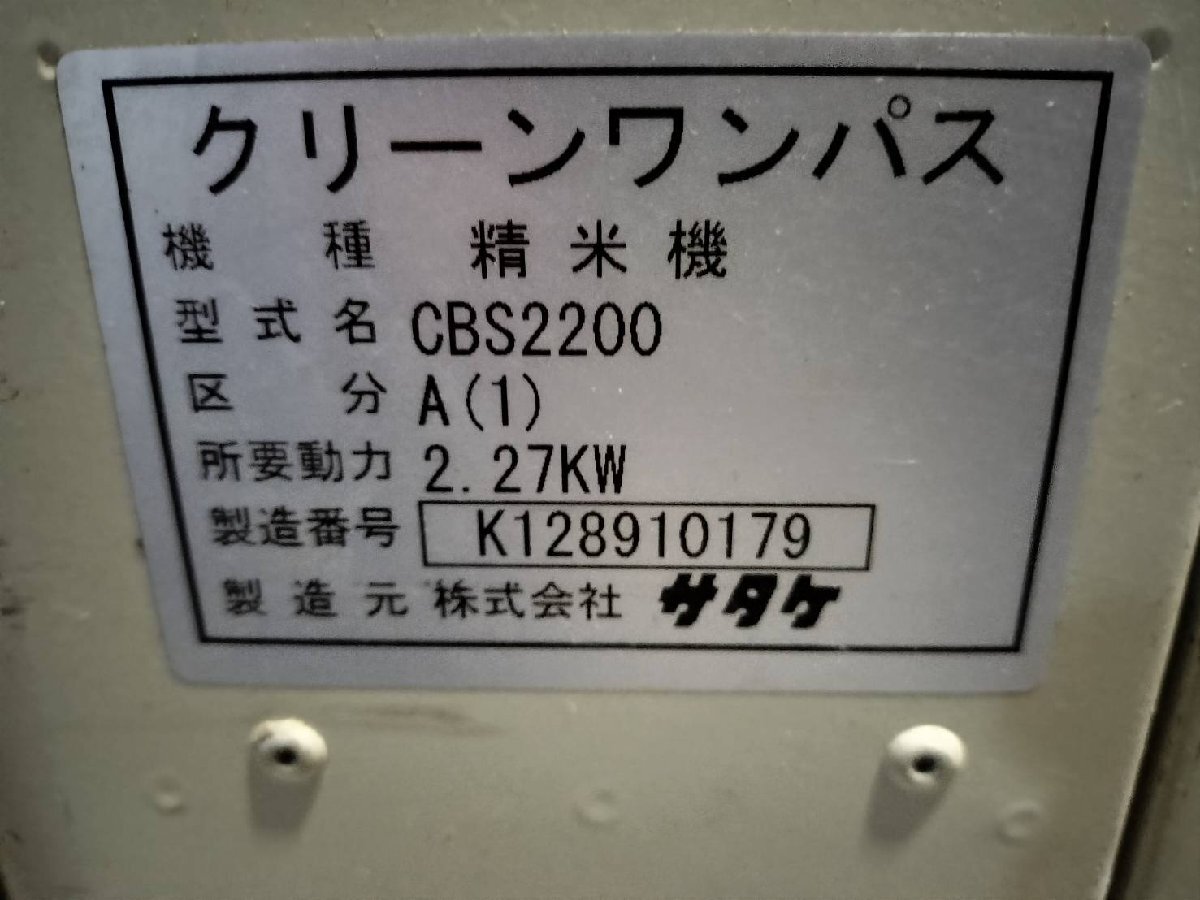 クリーンワンパス
機種 精米機
型式名 CBS2200
区分 A(1)
所要動力 2.27KW
製造番号 K128910179
製造元 株式会社 サタケ